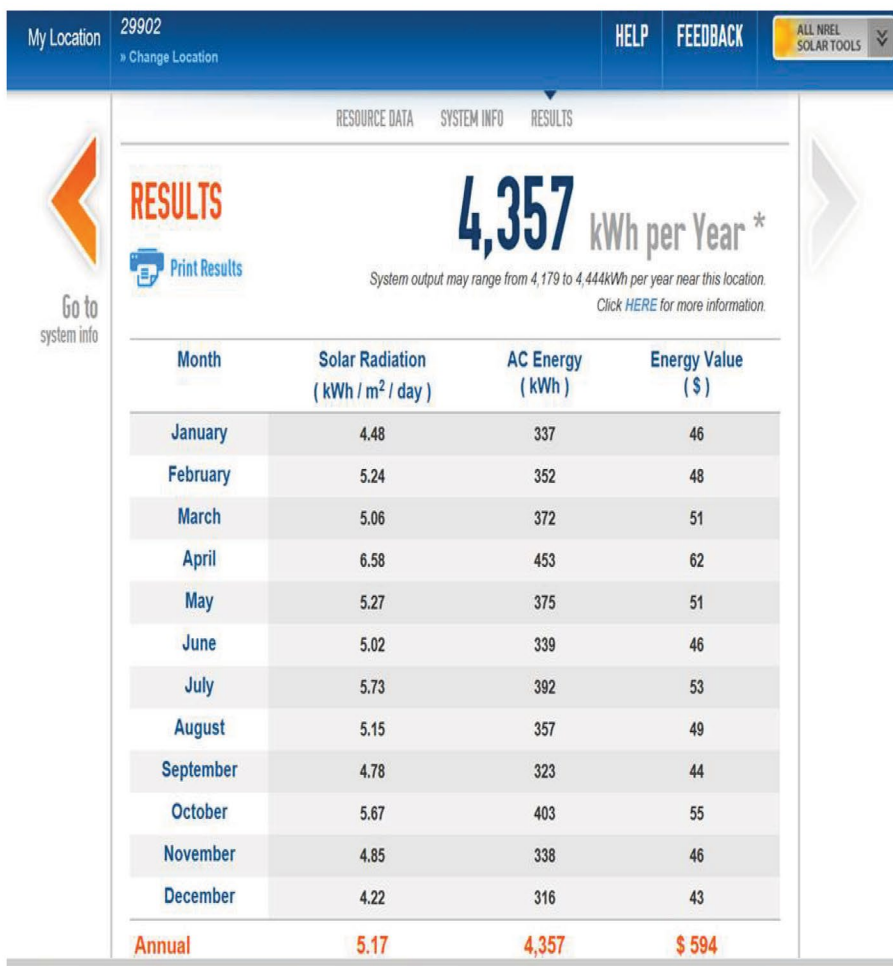 My Location 29902 HELP FEEDBACK ALL NREL
» Change Location SOLAR TOOLS
RESOURCE DATA SYSTEM INFO RESULTS
RESULTS 4,357 kWh per Year *
Print Results
System output may range from 4,179 to 4,444kWh per year near this location.
Click HERE for more information.
Go to
system info
Month Solar Radiation AC Energy Energy Value
( kWh / m² / day ) ( kWh ) ( $ )
January 4.48 337 46
February 5.24 352 48
March 5.06 372 51
April 6.58 453 62
May 5.27 375 51
June 5.02 339 46
July 5.73 392 53
August 5.15 357 49
September 4.78 323 44
October 5.67 403 55
November 4.85 338 46
December 4.22 316 43
Annual 5.17 4,357 $ 594